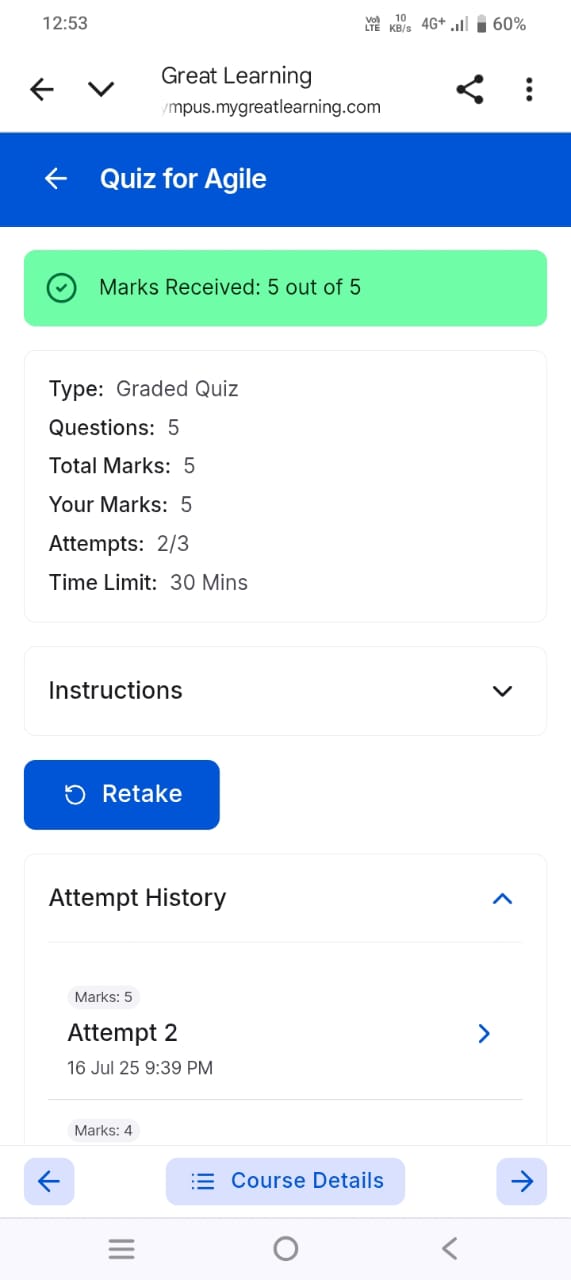 12:53
Vo) LTE 10 KB/s 4G+ 60%
Great Learning
mpus.mygreatlearning.com
Quiz for Agile
Marks Received: 5 out of 5
Type: Graded Quiz
Questions: 5
Total Marks: 5
Your Marks: 5
Attempts: 2/3
Time Limit: 30 Mins
Instructions
Retake
Attempt History
Marks: 5
Attempt 2
16 Jul 25 9:39 PM
Marks: 4
Course Details